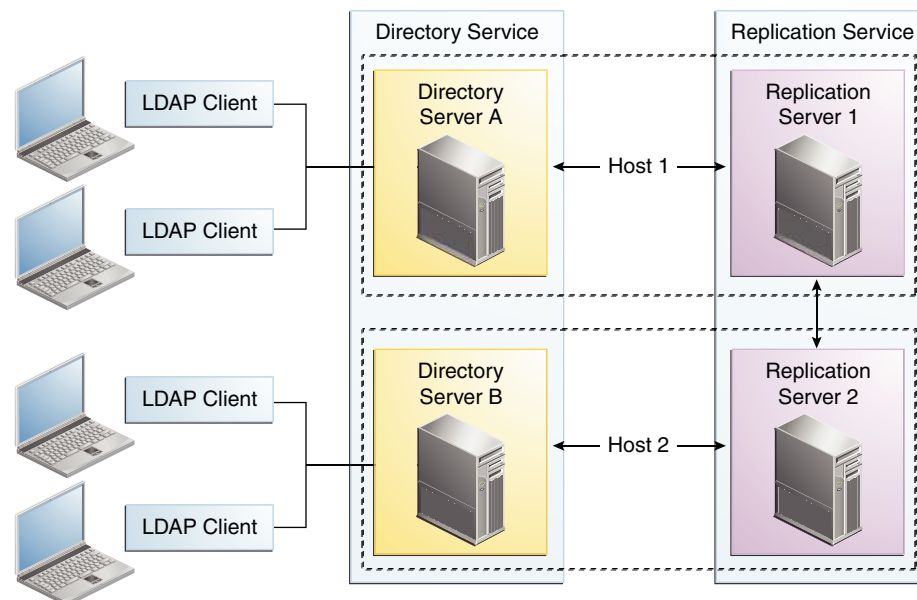 Directory Service
Replication Service
LDAP Client
LDAP Client
Directory
Server A
Host 1
Replication
Server 1
LDAP Client
LDAP Client
Directory
Server B
Host 2
Replication
Server 2